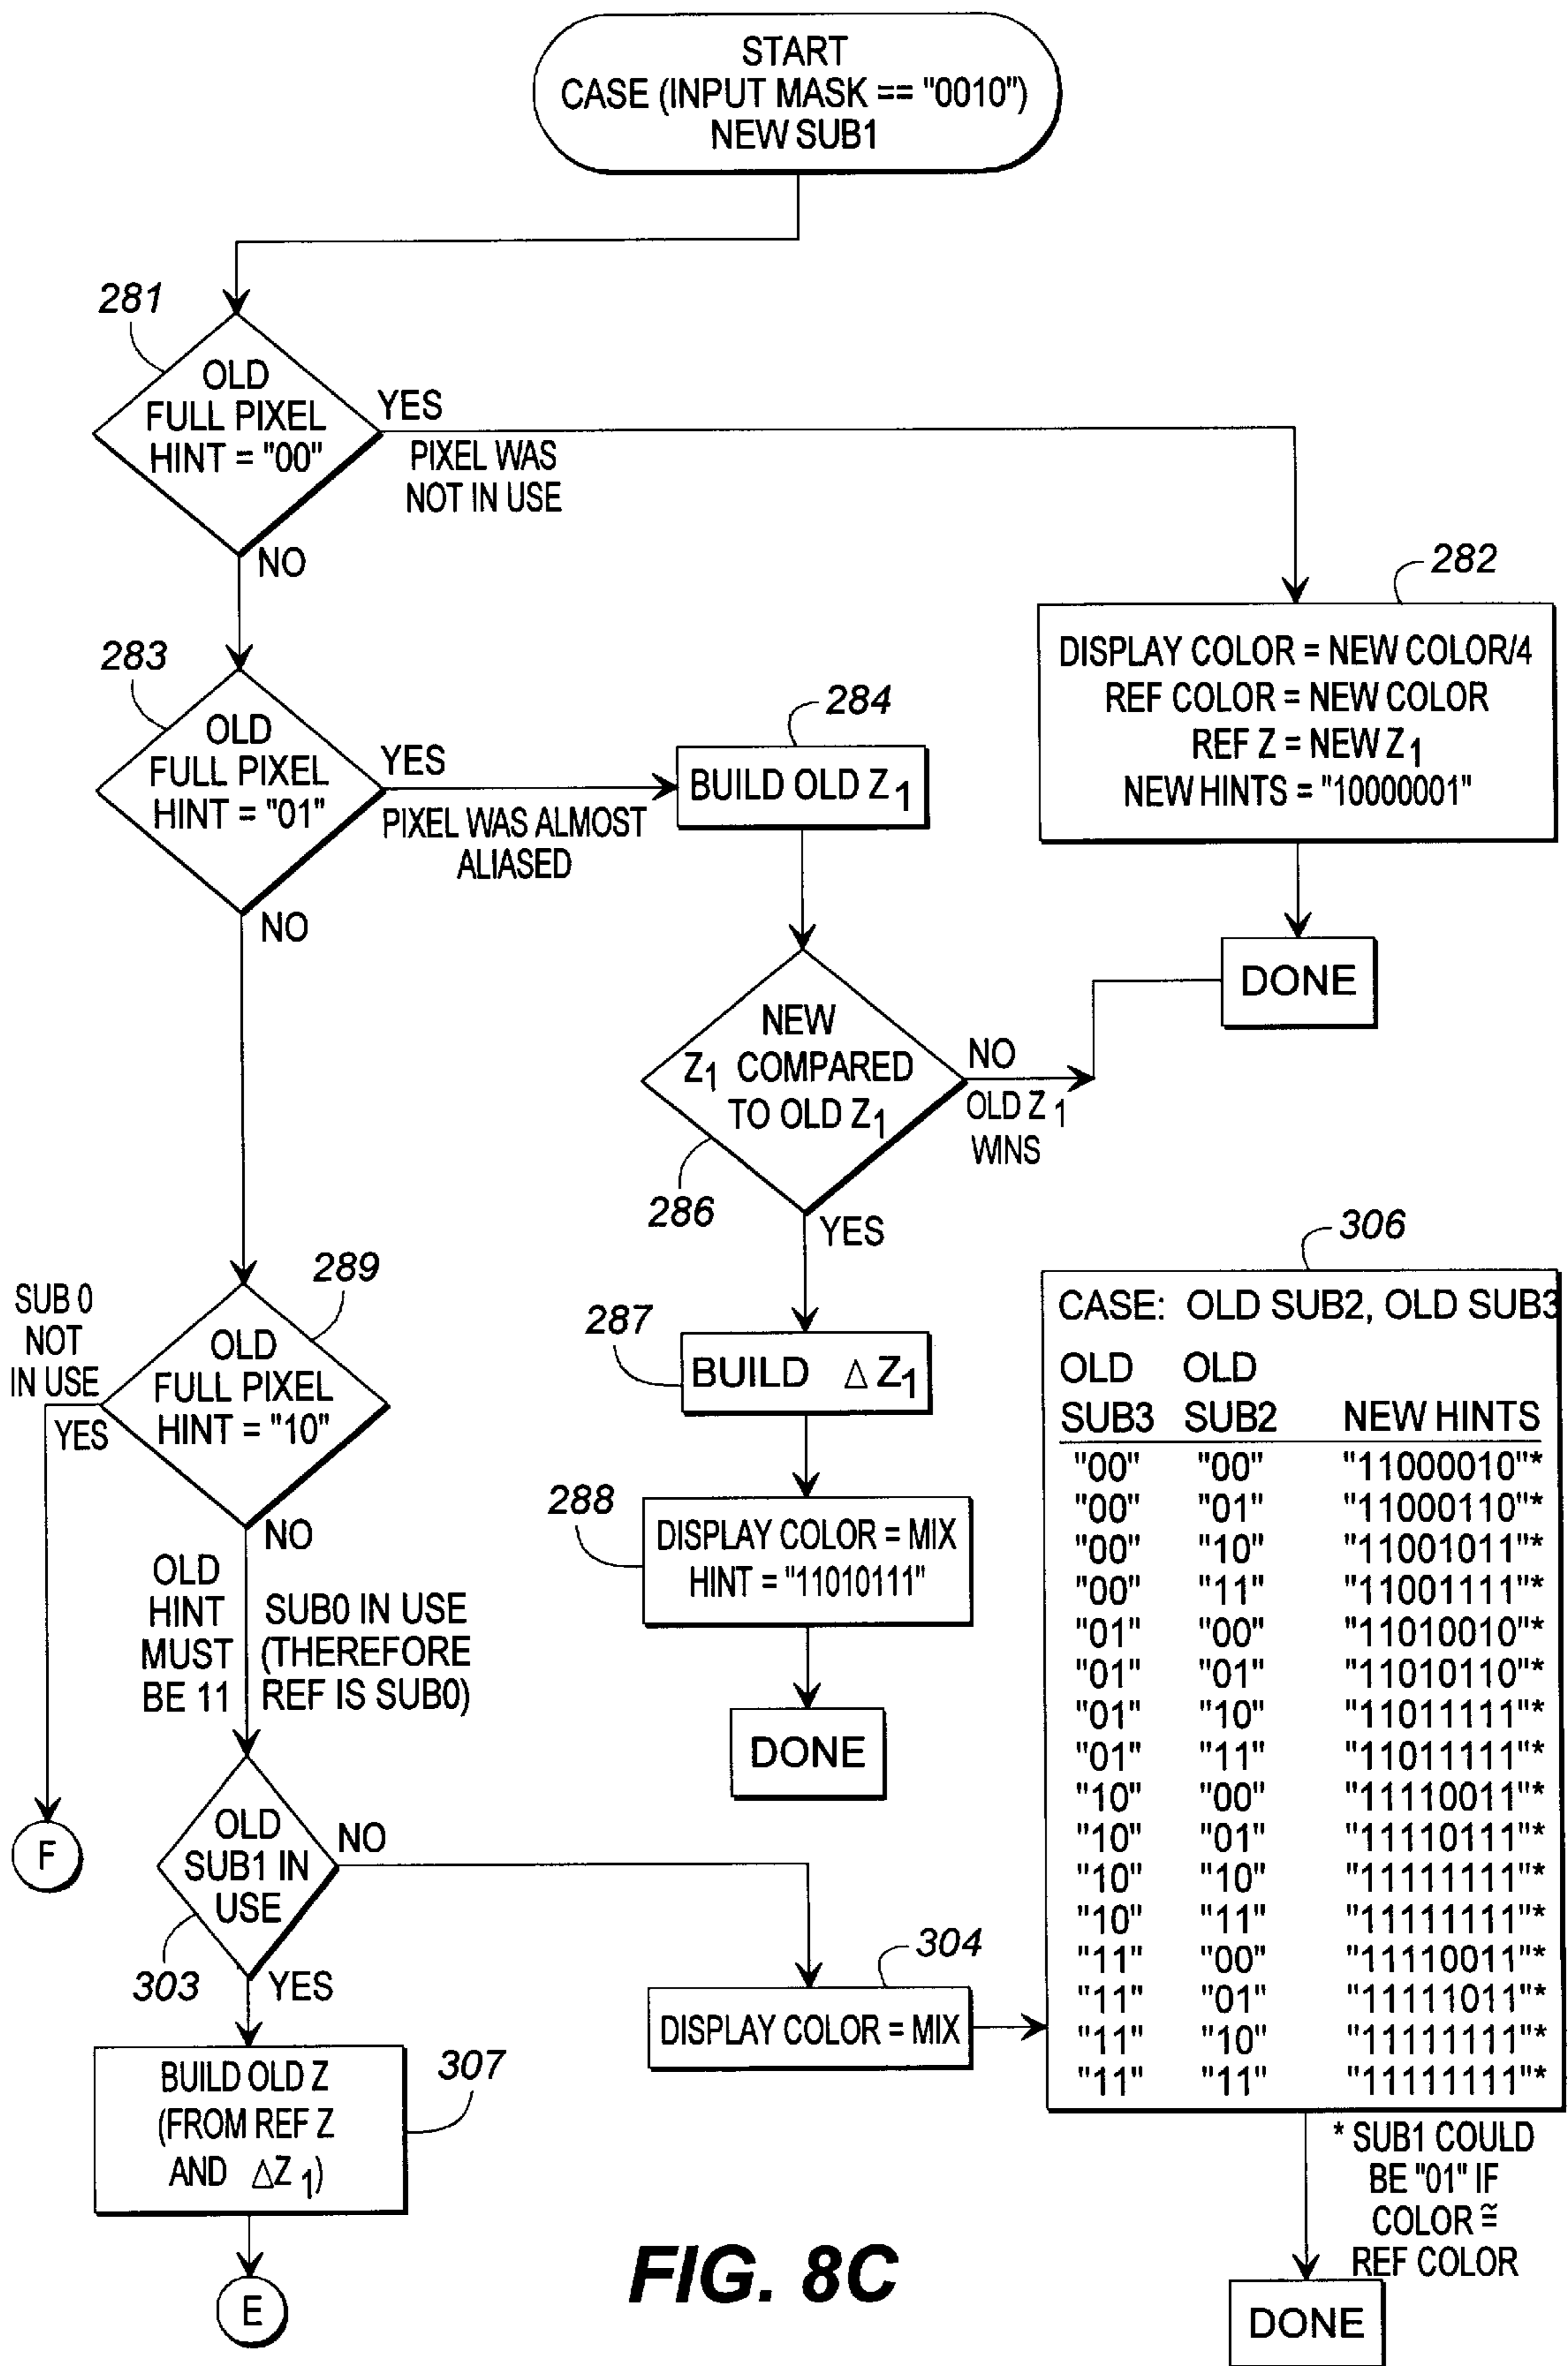 START
CASE (INPUT MASK == "0010")
NEW SUB1
281
OLD
FULL PIXEL
HINT = "00"
YES
PIXEL WAS
NOT IN USE
NO
282
DISPLAY COLOR = NEW COLOR/4
REF COLOR = NEW COLOR
REF Z = NEW Z1
NEW HINTS = "10000001"
DONE
283
OLD
FULL PIXEL
HINT = "01"
YES
PIXEL WAS ALMOST
ALIASED
NO
284
BUILD OLD Z1
NEW
Z1 COMPARED
TO OLD Z1
NO
OLD Z1
WINS
286
YES
287
BUILD Δ Z1
288
DISPLAY COLOR = MIX
HINT = "11010111"
DONE
289
SUB 0
NOT
IN USE
YES
OLD
FULL PIXEL
HINT = "10"
NO
OLD
HINT
MUST
BE 11
SUB0 IN USE
(THEREFORE
REF IS SUB0)
F
OLD
SUB1 IN
USE
NO
303
YES
304
DISPLAY COLOR = MIX
306
CASE: OLD SUB2, OLD SUB3
OLD OLD
SUB3 SUB2 NEW HINTS
"00" "00" "11000010"*
"00" "01" "11000110"*
"00" "10" "11001011"*
"00" "11" "11001111"*
"01" "00" "11010010"*
"01" "01" "11010110"*
"01" "10" "11011111"*
"01" "11" "11011111"*
"10" "00" "11110011"*
"10" "01" "11110111"*
"10" "10" "11111111"*
"10" "11" "11111111"*
"11" "00" "11110011"*
"11" "01" "11111011"*
"11" "10" "11111111"*
"11" "11" "11111111"*
* SUB1 COULD
BE "01" IF
COLOR ≅
REF COLOR
DONE
307
BUILD OLD Z
(FROM REF Z
AND ΔZ1)
E
FIG. 8C